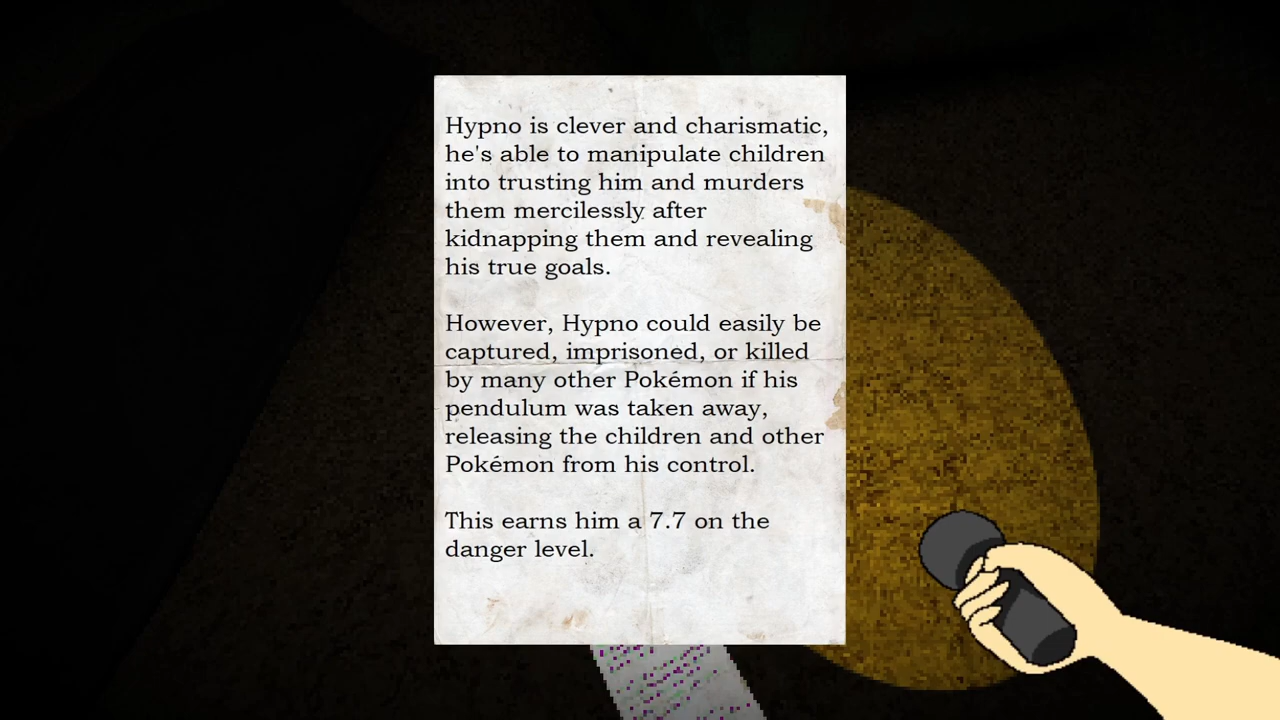 Hypno is clever and charismatic,
he's able to manipulate children
into trusting him and murders
them mercilessly after
kidnapping them and revealing
his true goals.
However, Hypno could easily be
captured, imprisoned, or killed
by many other Pokémon if his
pendulum was taken away,
releasing the children and other
Pokémon from his control.
This earns him a 7.7 on the
danger level.